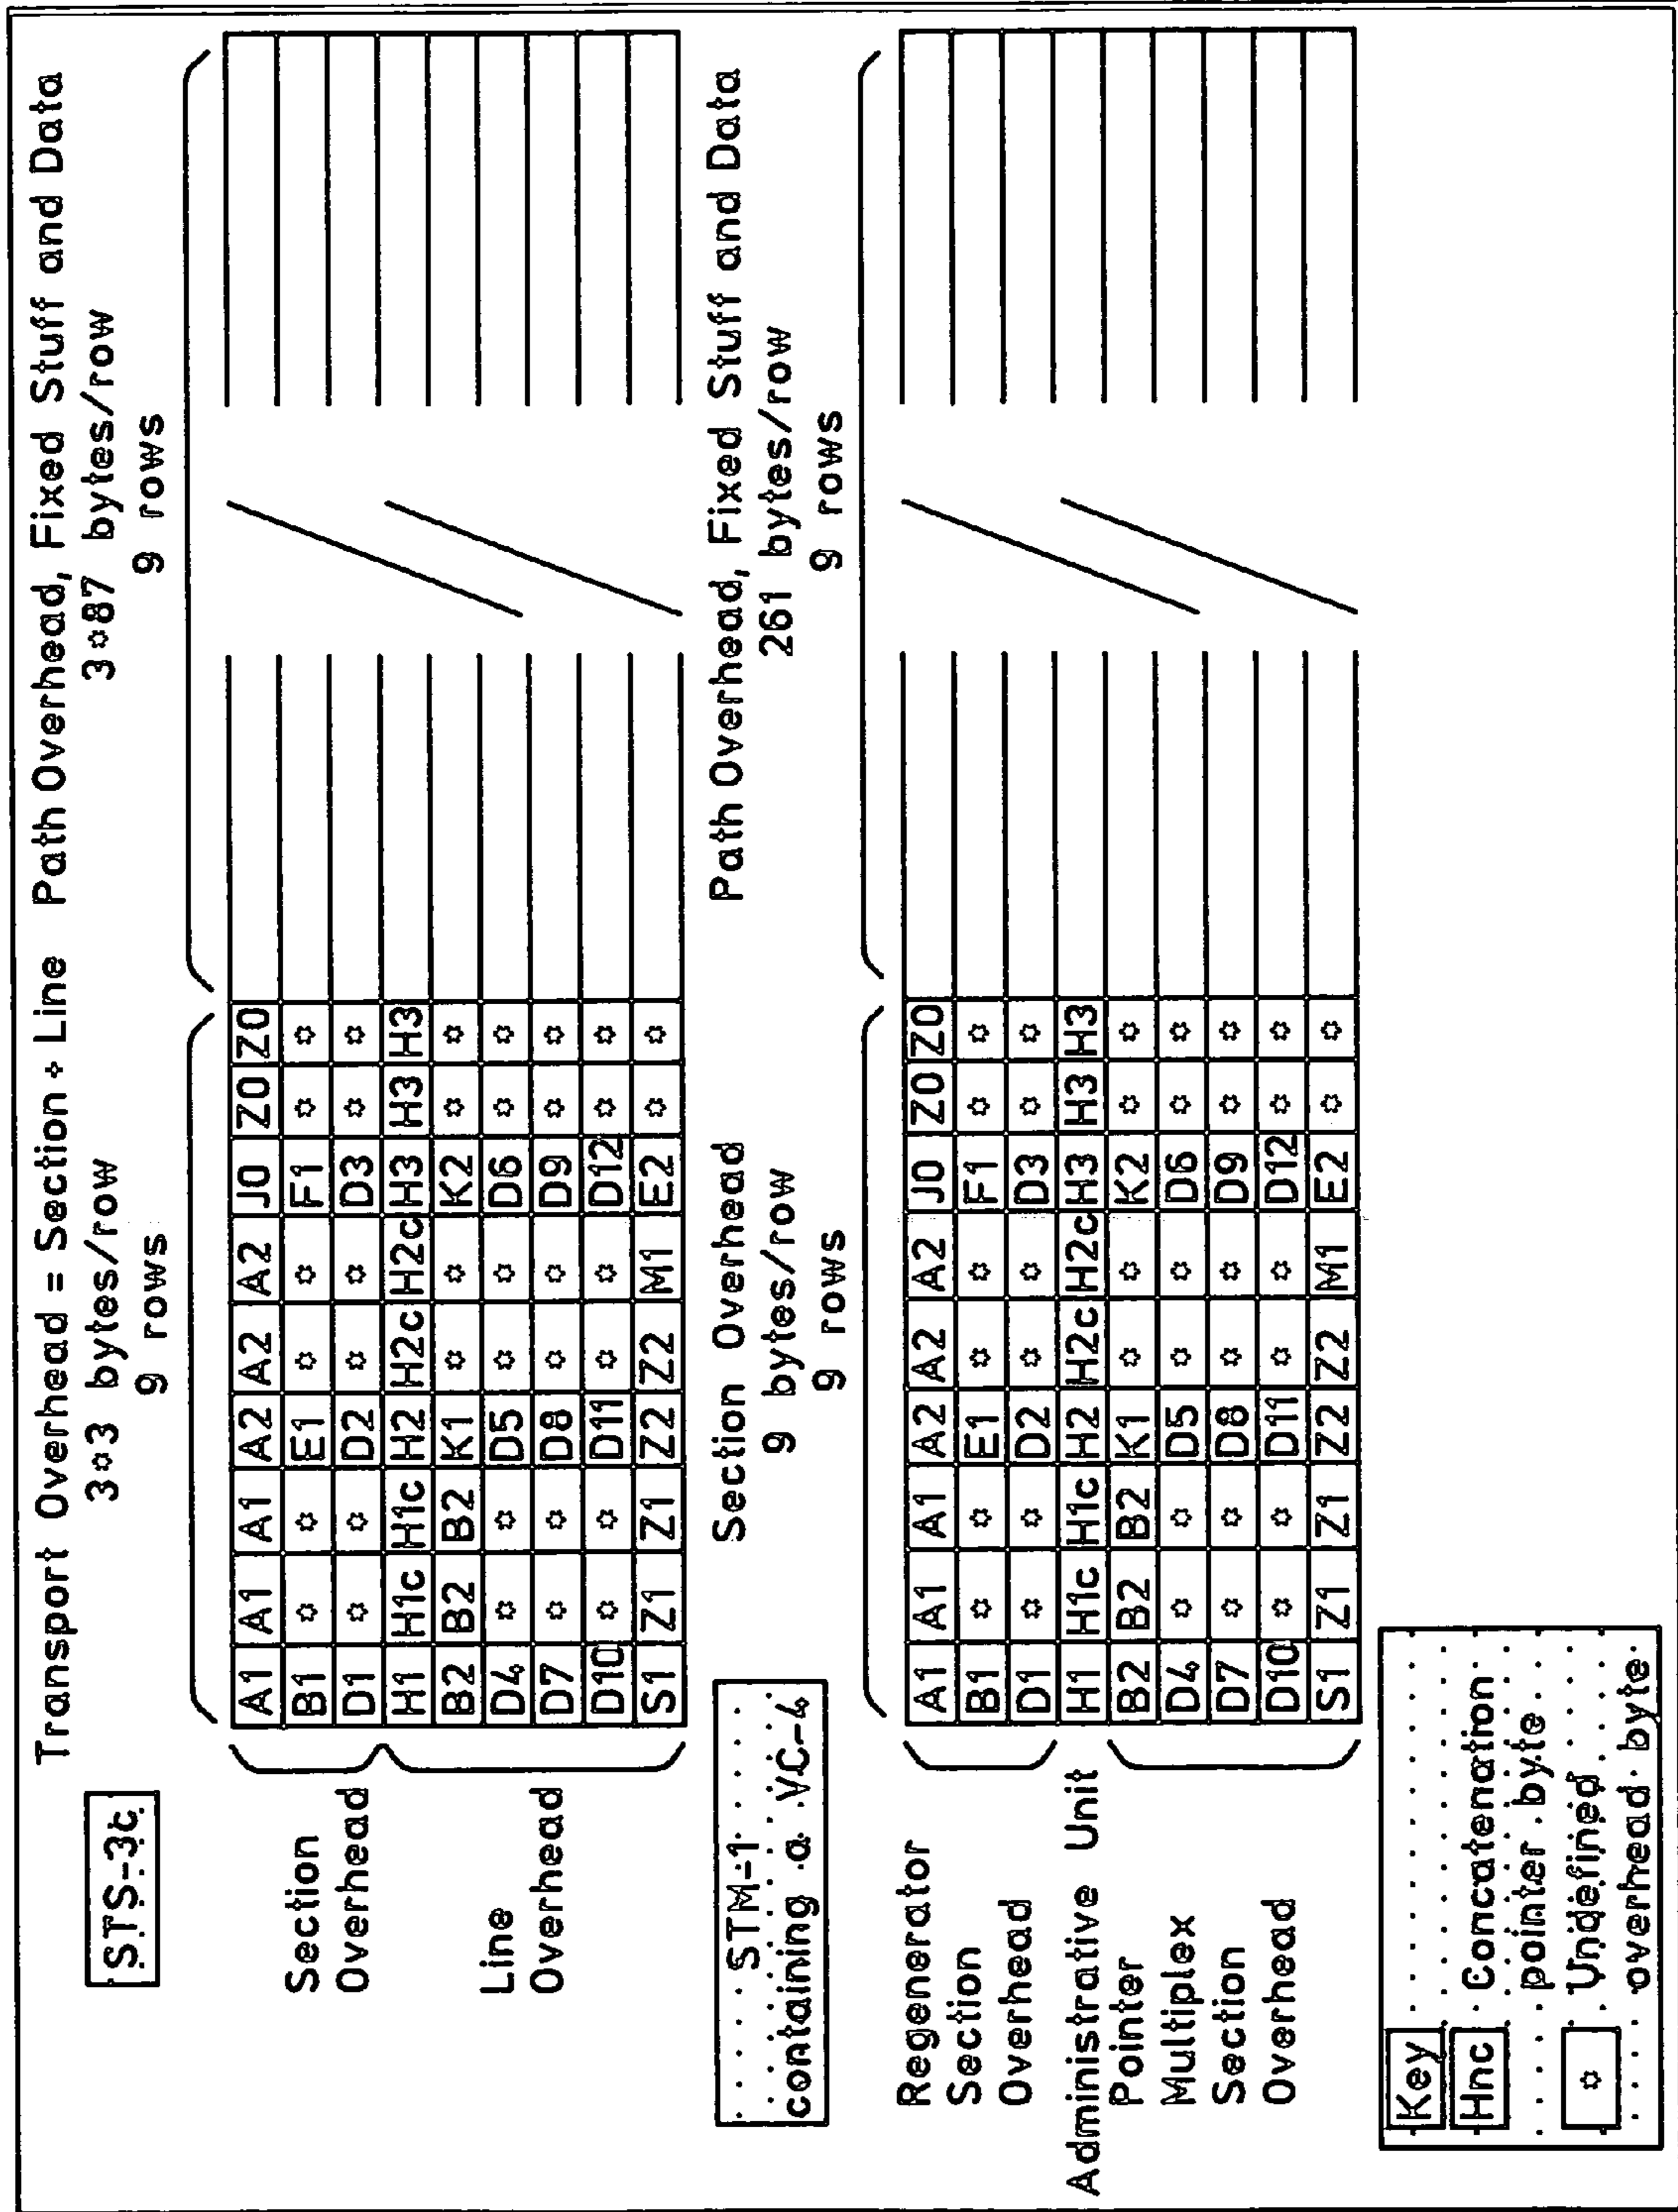 Transport Overhead = Section + Line Path Overhead, Fixed Stuff and Data
STS-3c
3*3 bytes/row
9 rows
3*87 bytes/row
9 rows
Section
Overhead
Line
Overhead
A1 A1 A1 A2 A2 A2 J0 Z0 Z0
B1 * * E1 * * F1 * *
D1 * * D2 * * D3 * *
H1 H1c H1c H2 H2c H2c H3 H3 H3
B2 B2 B2 K1 * * K2 * *
D4 * * D5 * * D6 * *
D7 * * D8 * * D9 * *
D10 * * D11 * * D12 * *
S1 Z1 Z1 Z2 Z2 M1 E2 * *
STM-1
containing a VC-4
Section Overhead
9 bytes/row
9 rows
Path Overhead, Fixed Stuff and Data
261 bytes/row
9 rows
Regenerator
Section
Overhead
Administrative Unit
Pointer
Multiplex
Section
Overhead
A1 A1 A1 A2 A2 A2 J0 Z0 Z0
B1 * * E1 * * F1 * *
D1 * * D2 * * D3 * *
H1 H1c H1c H2 H2c H2c H3 H3 H3
B2 B2 B2 K1 * * K2 * *
D4 * * D5 * * D6 * *
D7 * * D8 * * D9 * *
D10 * * D11 * * D12 * *
S1 Z1 Z1 Z2 Z2 M1 E2 * *
Key
Hnc Concatenation
pointer byte
* Undefined
overhead byte